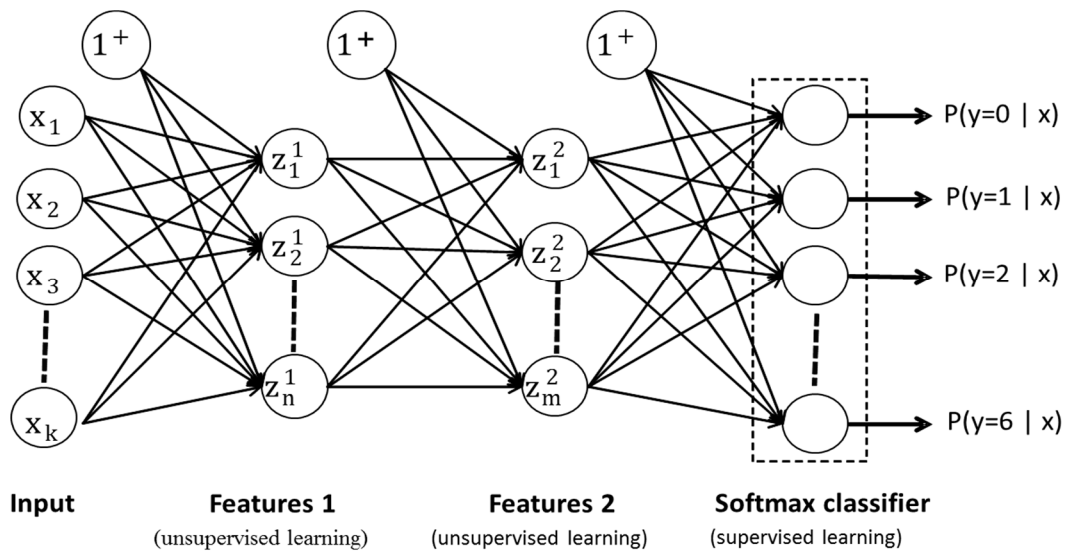 1⁺
1⁺
1⁺
x₁
x₂
x₃
xₖ
z₁¹
z₂¹
zₙ¹
z₁²
z₂²
zₘ²
P(y=0 | x)
P(y=1 | x)
P(y=2 | x)
P(y=6 | x)
Input
Features 1
(unsupervised learning)
Features 2
(unsupervised learning)
Softmax classifier
(supervised learning)